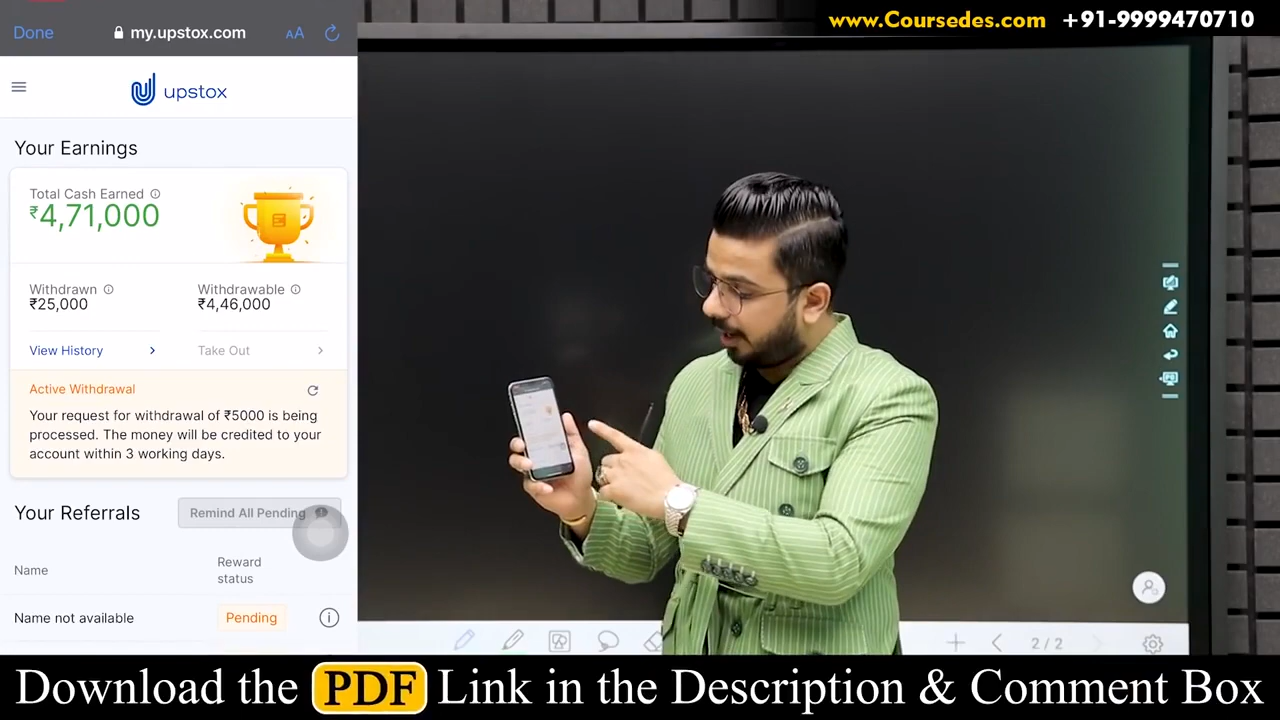 www.Coursedes.com +91-9999470710
Done my.upstox.com AA
upstox
Your Earnings
Total Cash Earned
₹4,71,000
Withdrawn Withdrawable
₹25,000 ₹4,46,000
View History Take Out
Active Withdrawal
Your request for withdrawal of ₹5000 is being
processed. The money will be credited to your
account within 3 working days.
Your Referrals Remind All Pending
Name Reward
status
Name not available Pending
2 / 2
Download the PDF Link in the Description & Comment Box